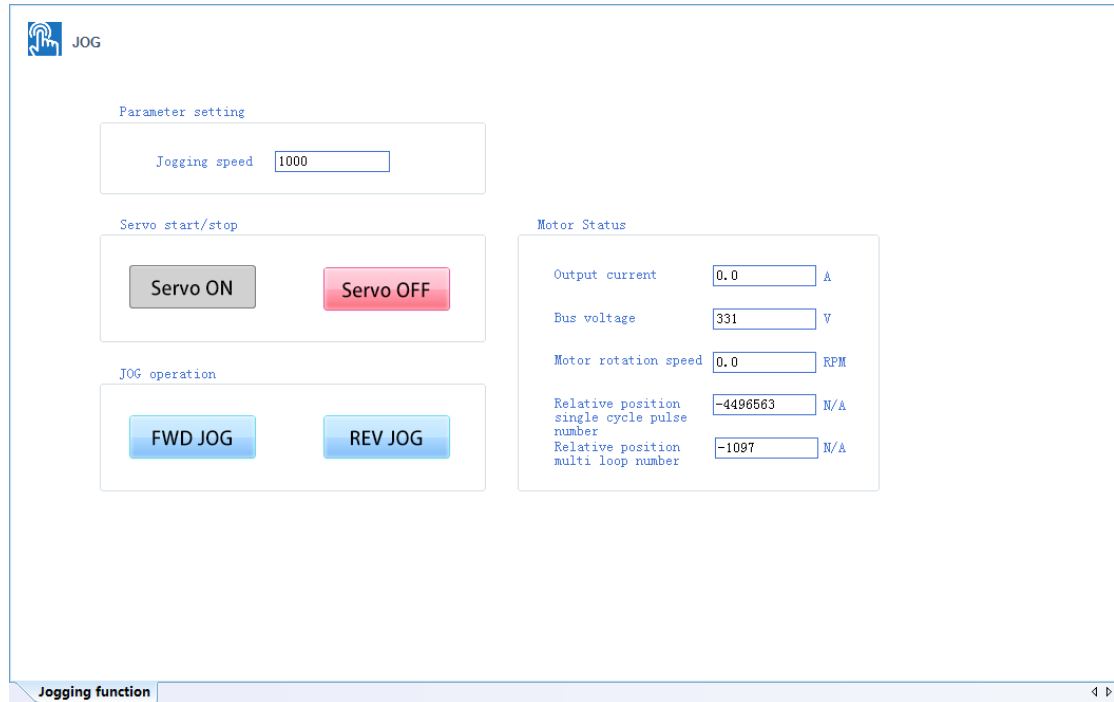 JOG
Parameter setting
Jogging speed 1000
Servo start/stop
Servo ON Servo OFF
JOG operation
FWD JOG REV JOG
Motor Status
Output current 0.0 A
Bus voltage 331 V
Motor rotation speed 0.0 RPM
Relative position
single cycle pulse
number
-4496563 N/A
Relative position
multi loop number
-1097 N/A
Jogging function